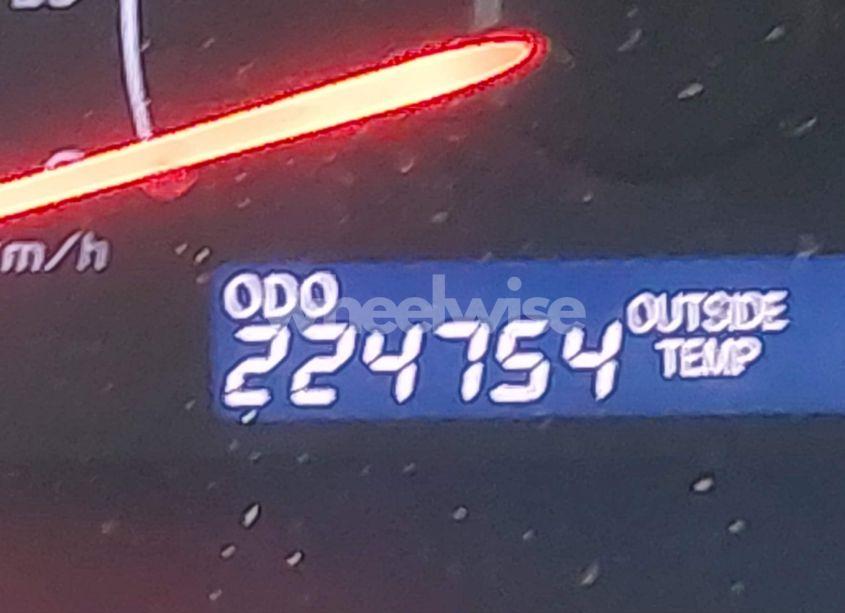 m/h
ODO
224754
OUTSIDE
TEMP
wheelwise